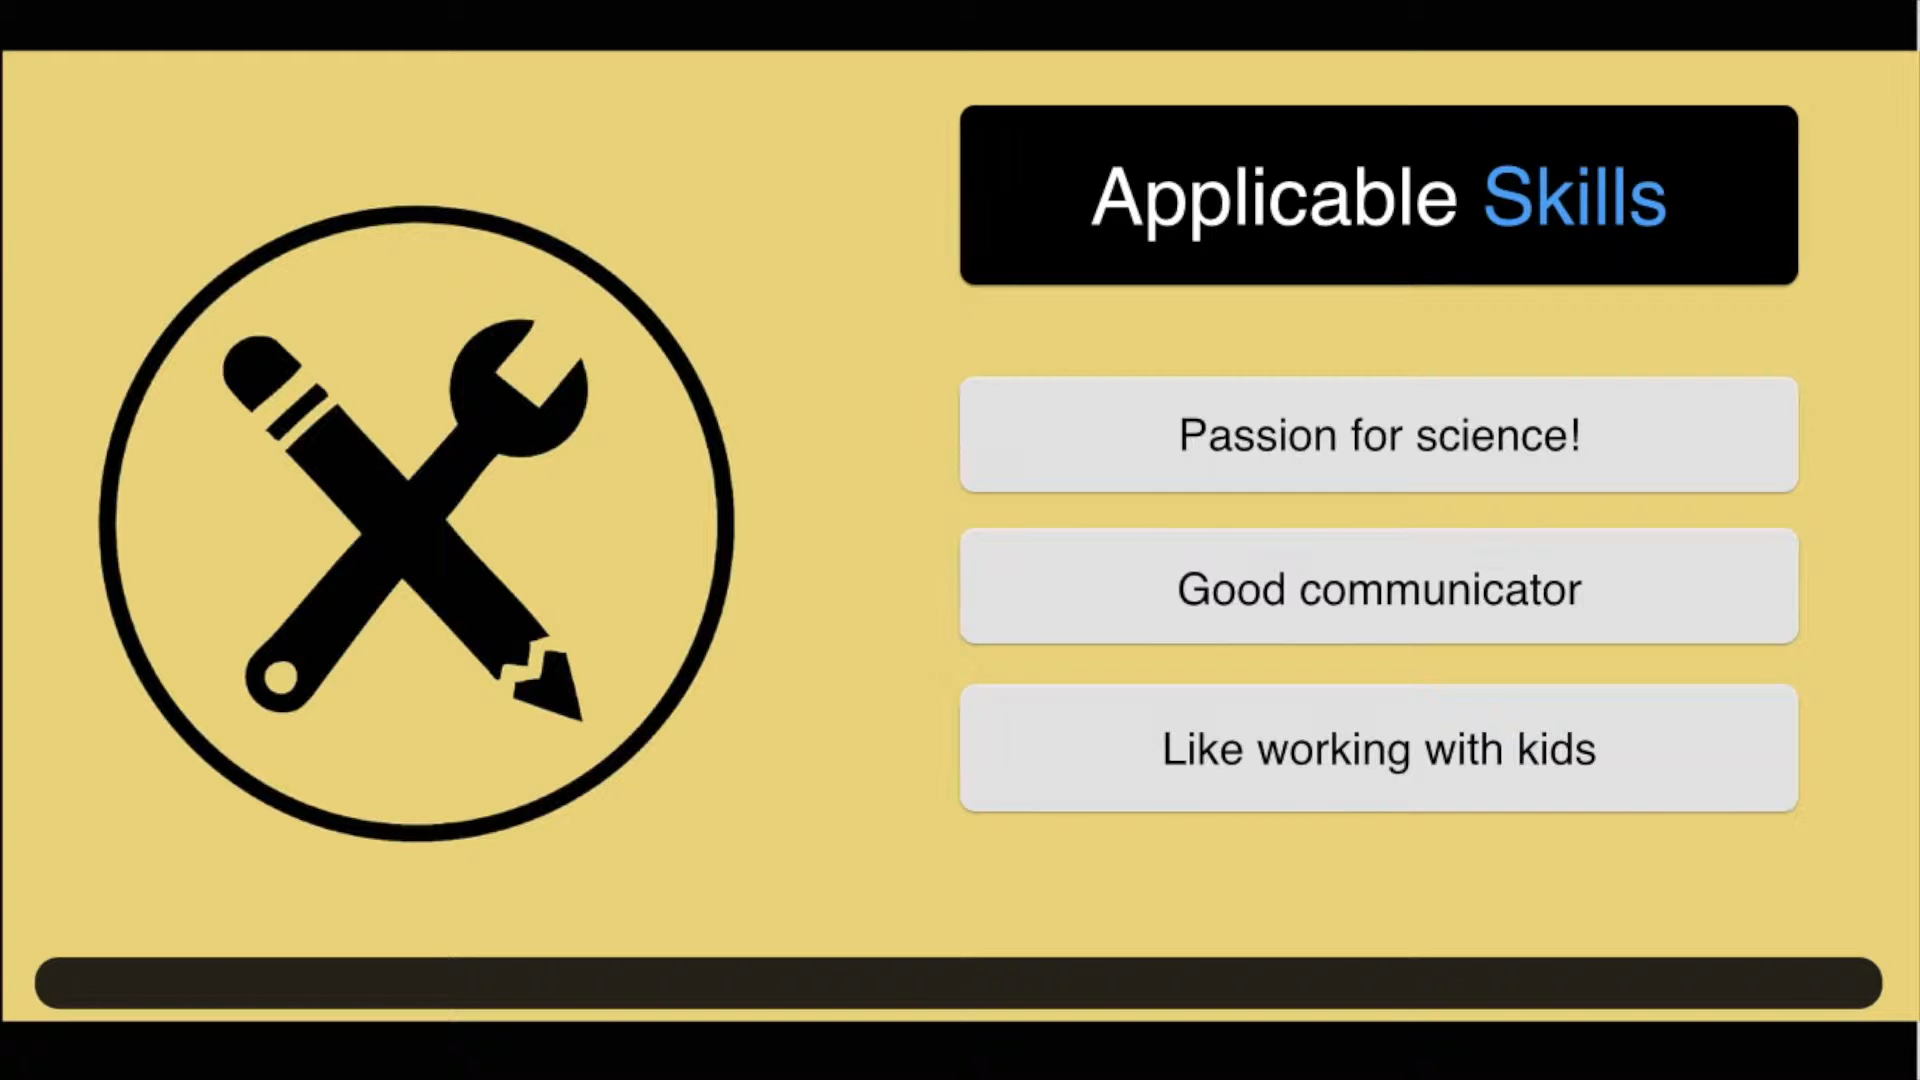 Applicable Skills
Passion for science!
Good communicator
Like working with kids